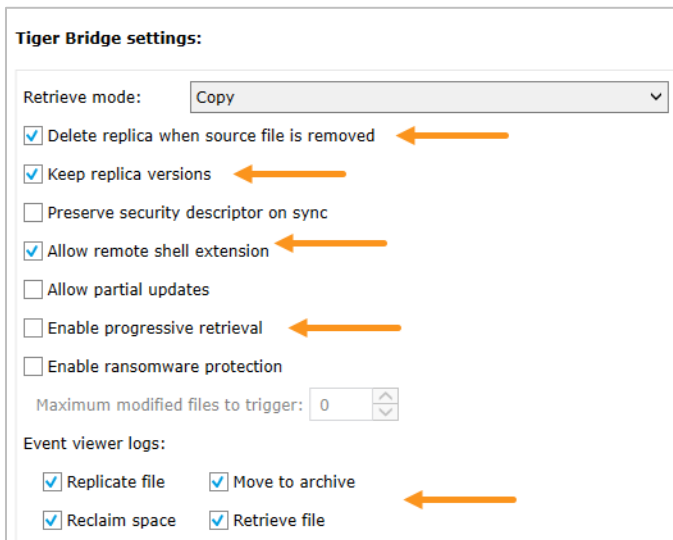 Tiger Bridge settings:
Retrieve mode: Copy
Delete replica when source file is removed
Keep replica versions
Preserve security descriptor on sync
Allow remote shell extension
Allow partial updates
Enable progressive retrieval
Enable ransomware protection
Maximum modified files to trigger: 0
Event viewer logs:
Replicate file Move to archive
Reclaim space Retrieve file